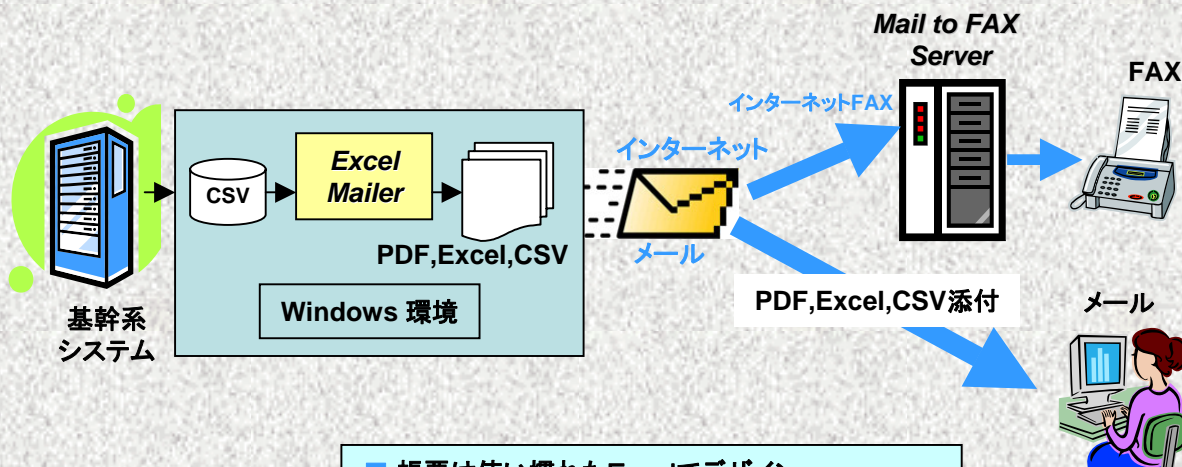 Mail to FAX
Server
FAX
インターネットFAX
インターネット
CSV
Excel
Mailer
PDF,Excel,CSV
メール
Windows 環境
基幹系
システム
PDF,Excel,CSV添付
メール